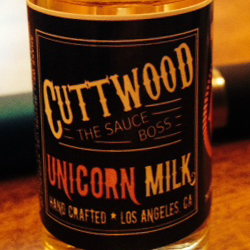 CUTTWOOD
THE SAUCE
BOSS
UNICORN MILK
HAND CRAFTED ★ LOS ANGELES, CA